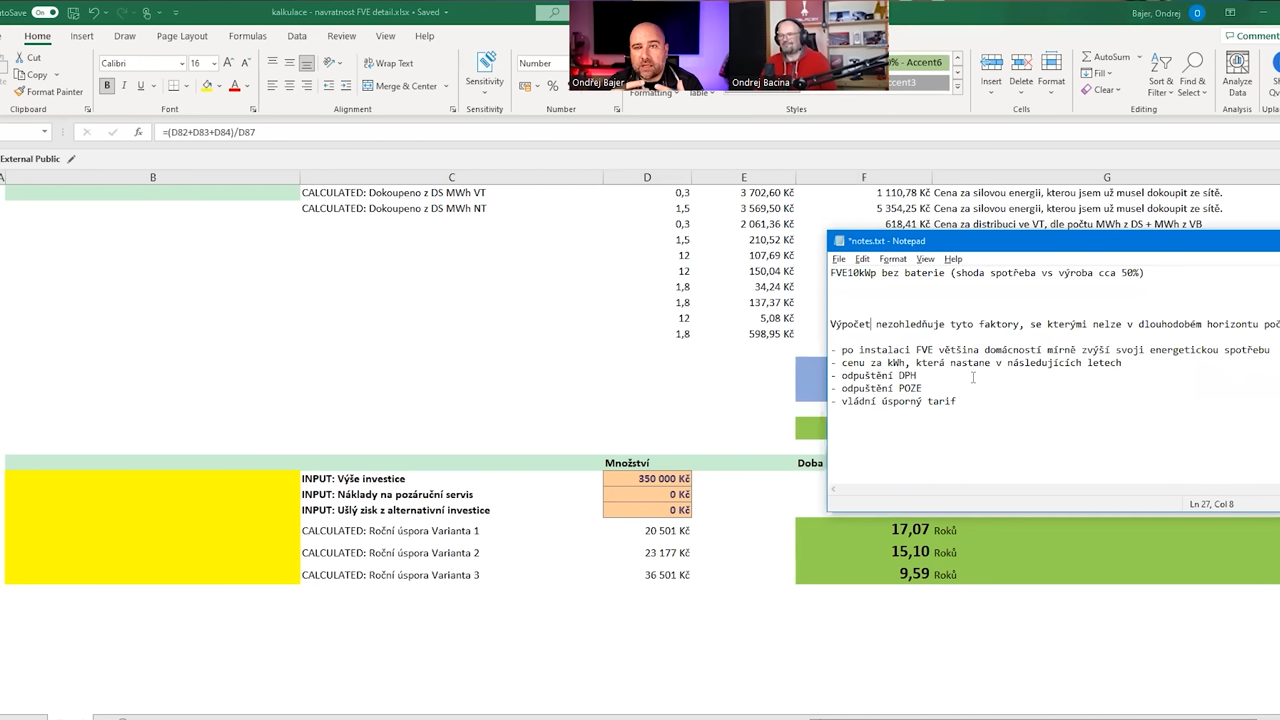 AutoSave On kalkulace - navratnost FVE detail.xlsx • Saved Bajer, Ondrej O
Home Insert Draw Page Layout Formulas Data Review View Help Comment
Cut Copy Format Painter Clipboard
Calibri 16 Font
Wrap Text Merge & Center Alignment
Sensitivity Sensitivity
Number Number
Formatting Table - Accent6 Accent3 Styles
Insert Delete Format Cells
AutoSum Fill Clear Sort & Filter Find & Select Editing
Analyze Data Analysis
Ondřej Bajer Ondrej Bacina
=(D82+D83+D84)/D87
External Public
A B C D E F G
CALCULATED: Dokoupeno z DS MWh VT 0,3 3 702,60 Kč 1 110,78 Kč Cena za silovou energii, kterou jsem už musel dokoupit ze sítě.
CALCULATED: Dokoupeno z DS MWh NT 1,5 3 569,50 Kč 5 354,25 Kč Cena za silovou energii, kterou jsem už musel dokoupit ze sítě.
0,3 2 061,36 Kč 618,41 Kč Cena za distribuci ve VT, dle počtu MWh z DS + MWh z VB
1,5 210,52 Kč
12 107,69 Kč
12 150,04 Kč
1,8 34,24 Kč
1,8 137,37 Kč
12 5,08 Kč
1,8 598,95 Kč
*notes.txt - Notepad
File Edit Format View Help
FVE10kWp bez baterie (shoda spotřeba vs výroba cca 50%)
Výpočet nezohledňuje tyto faktory, se kterými nelze v dlouhodobém horizontu poč
- po instalaci FVE většina domácností mírně zvýší svoji energetickou spotřebu
- cenu za kWh, která nastane v následujících letech
- odpuštění DPH
- odpuštění POZE
- vládní úsporný tarif
Ln 27, Col 8
Množství Doba
INPUT: Výše investice 350 000 Kč
INPUT: Náklady na pozáruční servis 0 Kč
INPUT: Ušlý zisk z alternativní investice 0 Kč
CALCULATED: Roční úspora Varianta 1 20 501 Kč 17,07 Roků
CALCULATED: Roční úspora Varianta 2 23 177 Kč 15,10 Roků
CALCULATED: Roční úspora Varianta 3 36 501 Kč 9,59 Roků